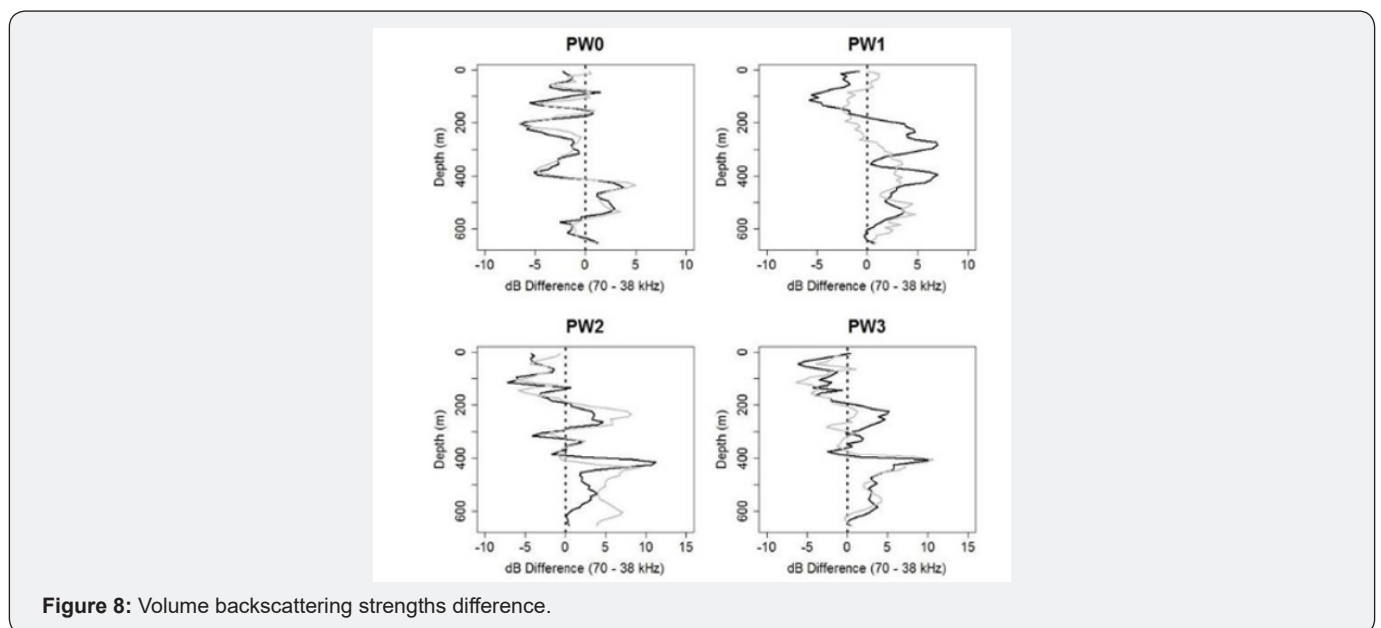 PW0
0
200
400
600
Depth (m)
-10 -5 0 5 10
dB Difference (70 - 38 kHz)
PW1
0
200
400
600
Depth (m)
-10 -5 0 5 10
dB Difference (70 - 38 kHz)
PW2
0
200
400
600
Depth (m)
-10 -5 0 5 10 15
dB Difference (70 - 38 kHz)
PW3
0
200
400
600
Depth (m)
-10 -5 0 5 10 15
dB Difference (70 - 38 kHz)
Figure 8: Volume backscattering strengths difference.